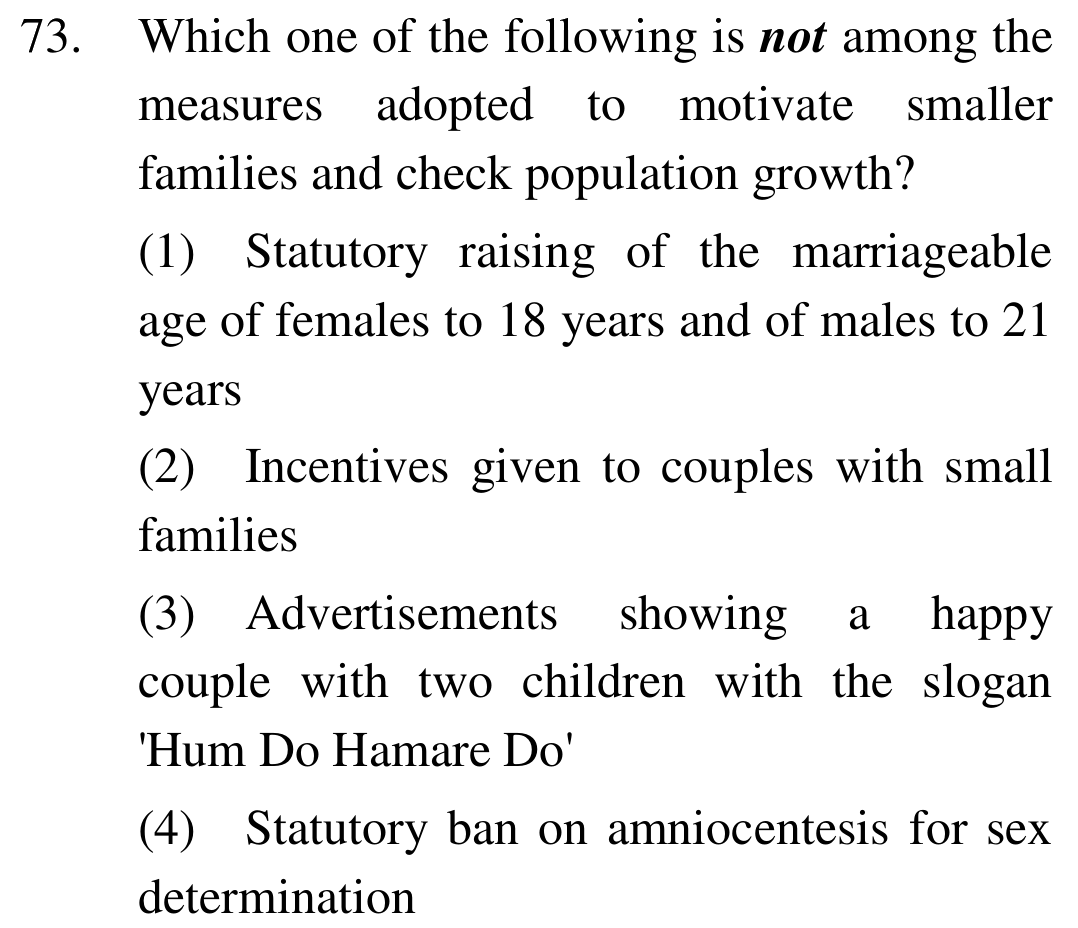 73. Which one of the following is not among the
measures adopted to motivate smaller
families and check population growth?
(1) Statutory raising of the marriageable
age of females to 18 years and of males to 21
years
(2) Incentives given to couples with small
families
(3) Advertisements showing a happy
couple with two children with the slogan
'Hum Do Hamare Do'
(4) Statutory ban on amniocentesis for sex
determination